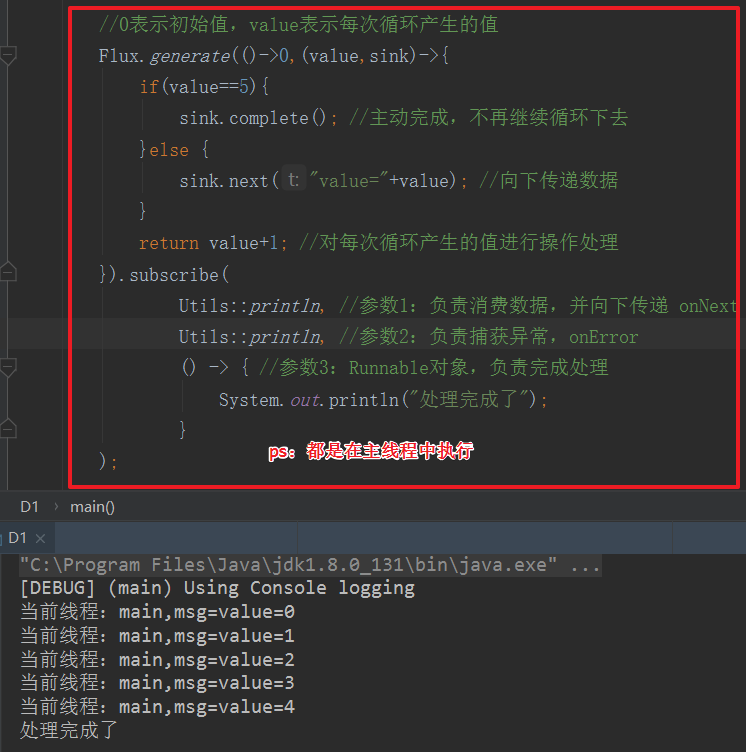 //0表示初始值，value表示每次循环产生的值
Flux.generate(()->0,(value,sink)->{
if(value==5){
sink.complete(); //主动完成，不再继续循环下去
}else {
sink.next( t: "value="+value); //向下传递数据
}
return value+1; //对每次循环产生的值进行操作处理
}).subscribe(
Utils::println, //参数1：负责消费数据，并向下传递 onNext
Utils::println, //参数2：负责捕获异常，onError
() -> { //参数3：Runnable对象，负责完成处理
System.out.println("处理完成了");
}
ps：都是在主线程中执行
);
D1 › main()
D1 ×
"C:\Program Files\Java\jdk1.8.0_131\bin\java.exe" ...
[DEBUG] (main) Using Console logging
当前线程：main,msg=value=0
当前线程：main,msg=value=1
当前线程：main,msg=value=2
当前线程：main,msg=value=3
当前线程：main,msg=value=4
处理完成了